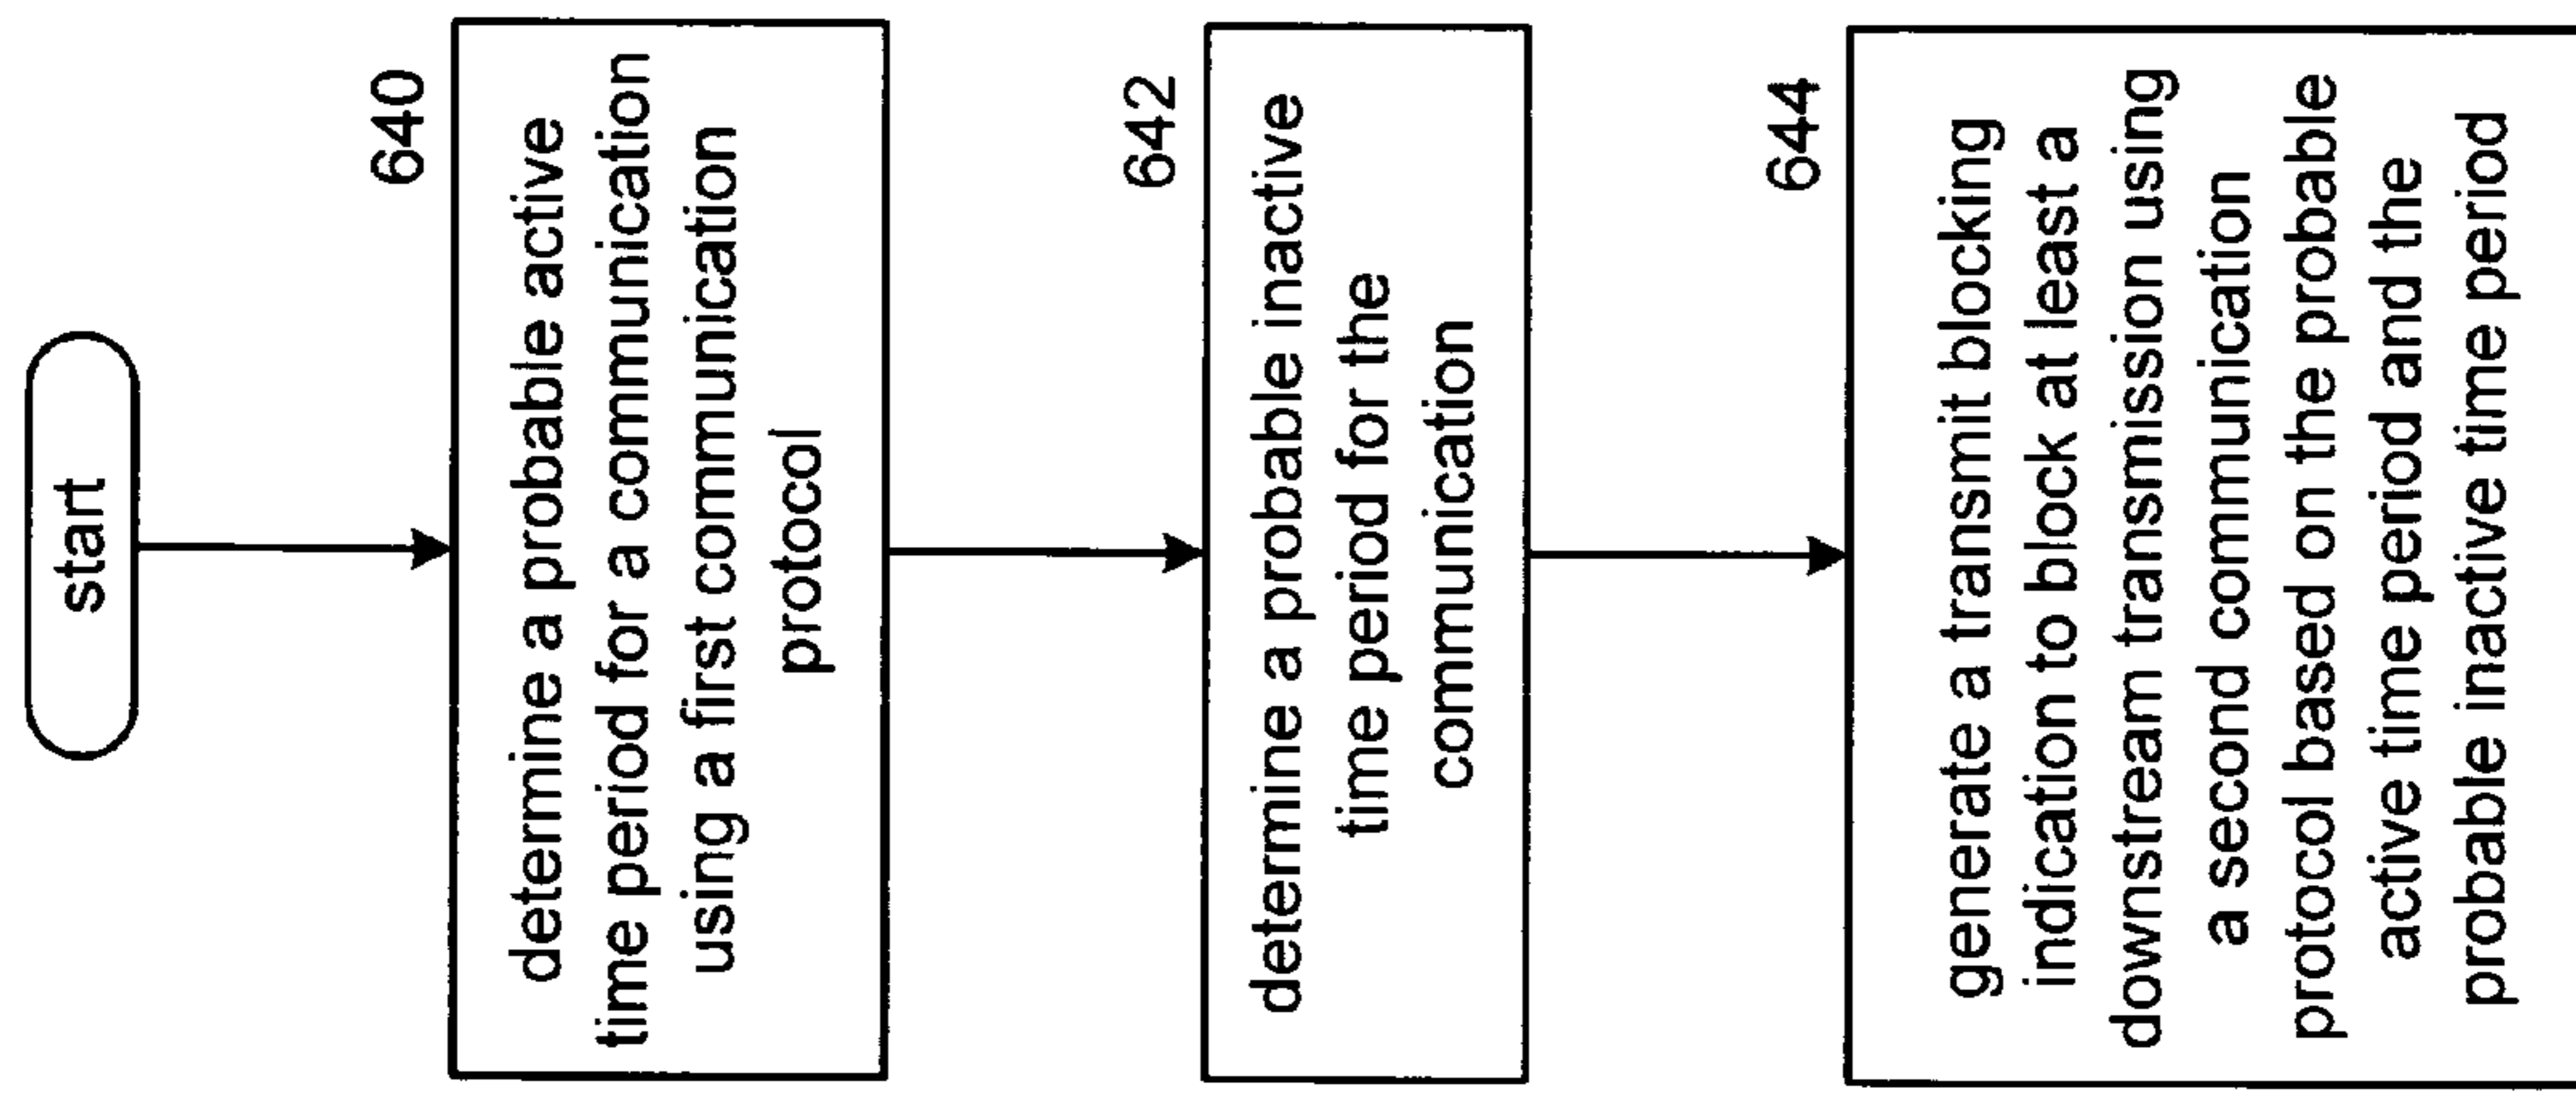 start
640
determine a probable active
time period for a communication
using a first communication
protocol
642
determine a probable inactive
time period for the
communication
644
generate a transmit blocking
indication to block at least a
downstream transmission using
a second communication
protocol based on the probable
active time period and the
probable inactive time period